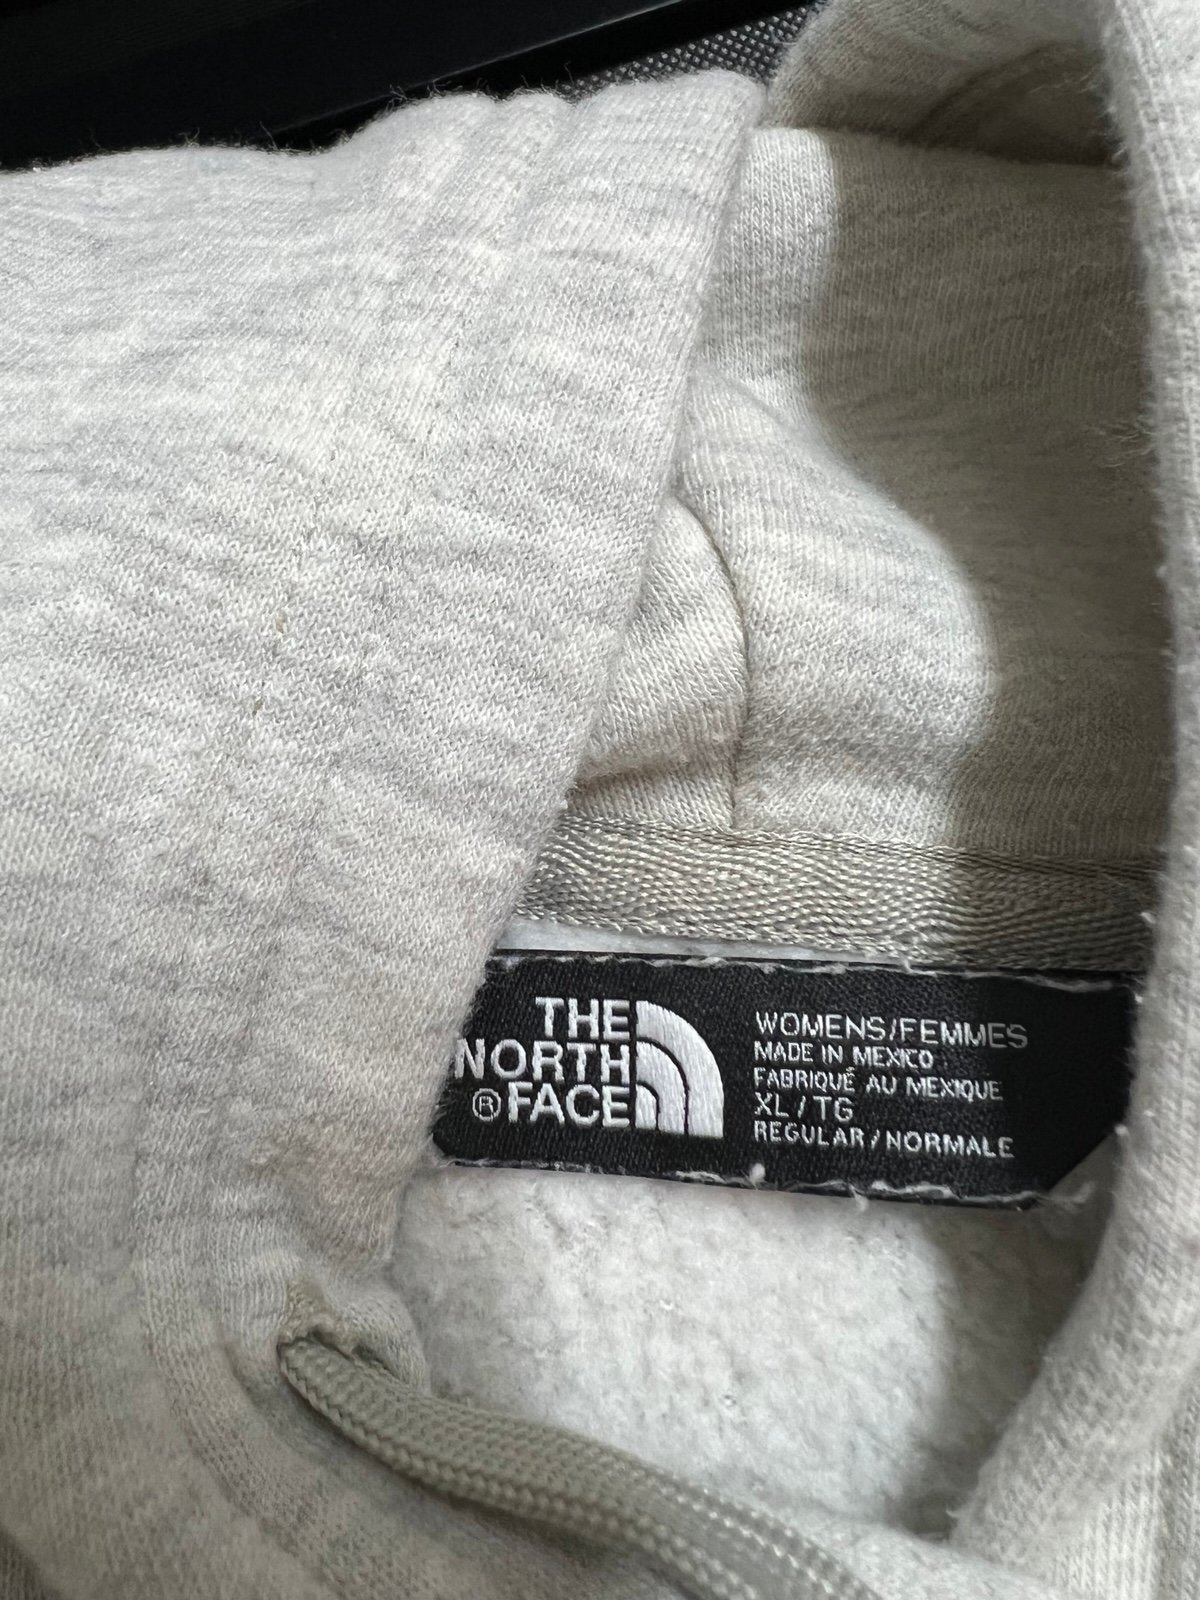 THE
NORTH
® FACE
WOMENS/FEMMES
MADE IN MEXICO
FABRIQUÉ AU MEXIQUE
XL/TG
REGULAR/NORMALE